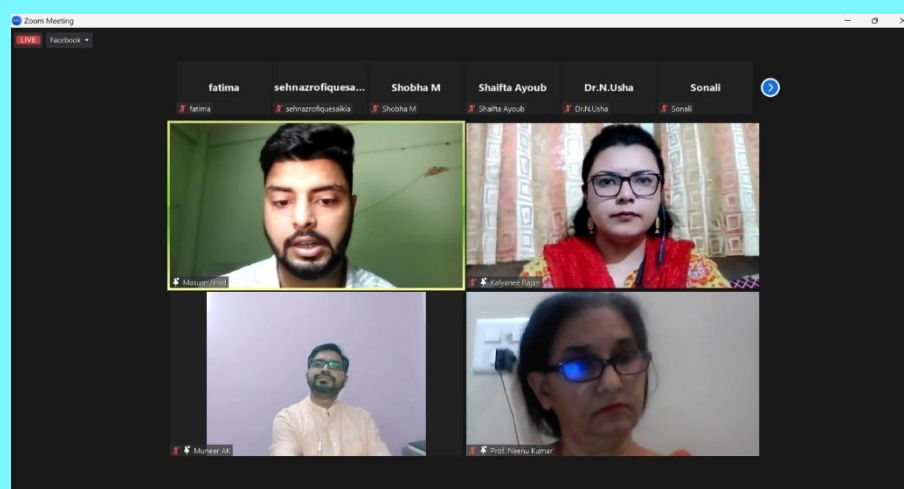 Zoom Meeting
LIVE Facebook
fatima sehnazrofiquesa... Shobha M Shaifta Ayoub Dr.N.Usha Sonali
fatima sehnazrofiquesaikia Shobha M Shaifta Ayoub Dr.N.Usha Sonali
Masum Kalyanee Rajan
Muneer AK Prof. Neenu Kumar